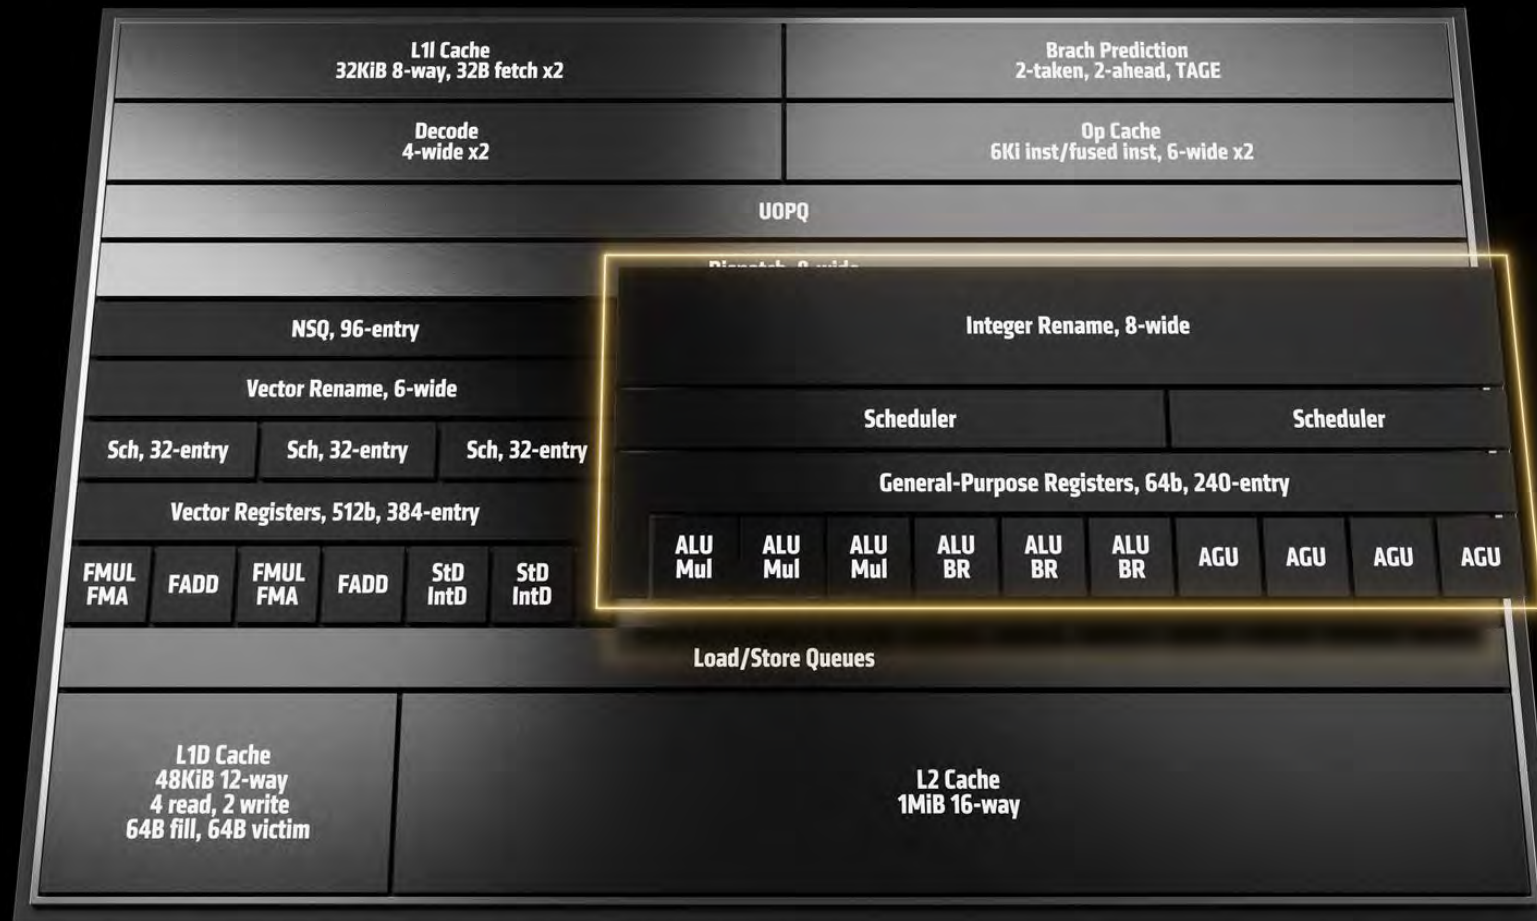 L1I Cache
32KiB 8-way, 32B fetch x2
Brach Prediction
2-taken, 2-ahead, TAGE
Decode
4-wide x2
Op Cache
6Ki inst/fused inst, 6-wide x2
UOPQ
Dispatch, 8-wide
NSQ, 96-entry
Integer Rename, 8-wide
Vector Rename, 6-wide
Scheduler
Scheduler
Sch, 32-entry
Sch, 32-entry
Sch, 32-entry
General-Purpose Registers, 64b, 240-entry
Vector Registers, 512b, 384-entry
ALU
Mul
ALU
Mul
ALU
Mul
ALU
BR
ALU
BR
ALU
BR
AGU
AGU
AGU
AGU
FMUL
FMA
FADD
FMUL
FMA
FADD
StD
IntD
StD
IntD
Load/Store Queues
L1D Cache
48KiB 12-way
4 read, 2 write
64B fill, 64B victim
L2 Cache
1MiB 16-way